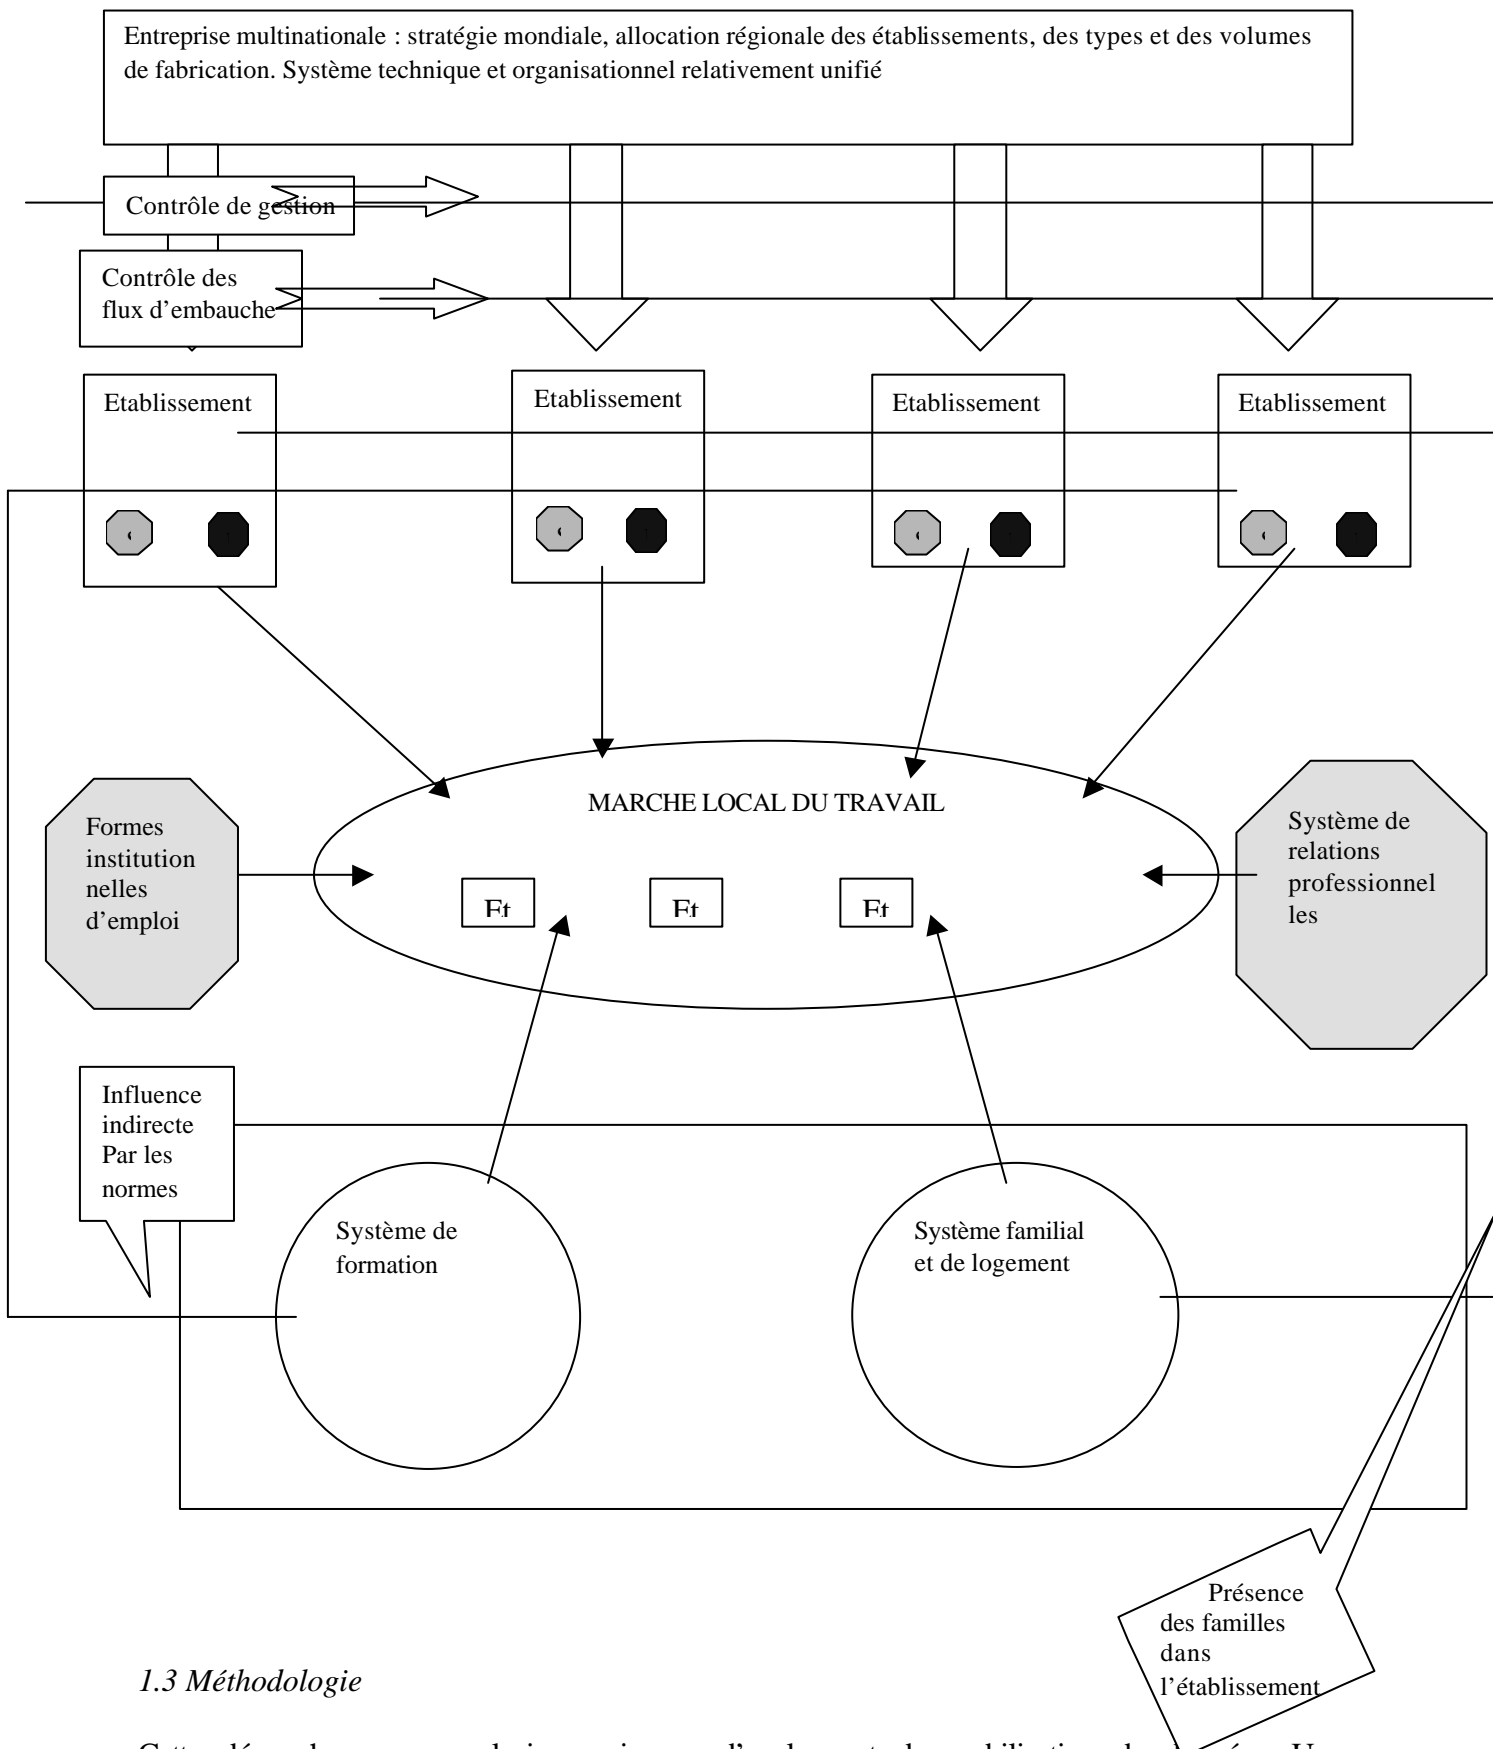 Entreprise multinationale : stratégie mondiale, allocation régionale des établissements, des types et des volumes
de fabrication. Système technique et organisationnel relativement unifié
Contrôle de gestion
Contrôle des
flux d’embauche
Etablissement
Etablissement
Etablissement
Etablissement
MARCHE LOCAL DU TRAVAIL
Formes
institution
nelles
d’emploi
Système de
relations
professionnel
les
Et
Et
Et
Influence
indirecte
Par les
normes
Système de
formation
Système familial
et de logement
Présence
des familles
dans
l’établissement
1.3 Méthodologie